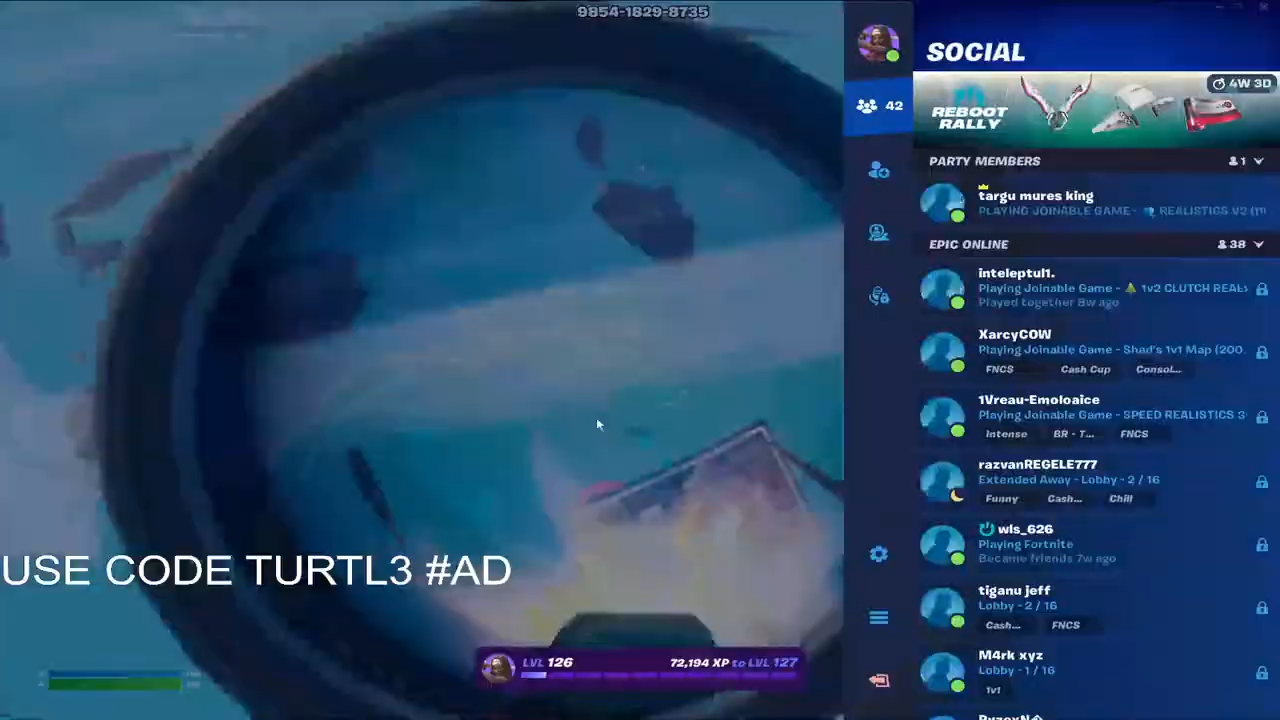 9854-1829-8735
SOCIAL
4W 3D
REBOOT
RALLY
42
PARTY MEMBERS
1
targu mures king
PLAYING JOINABLE GAME - REALISTICS V2
EPIC ONLINE
38
inteleptul1.
Playing Joinable Game - 1v2 CLUTCH
Played together 8w ago
XarcyCOW
Playing Joinable Game - Shad's 1v1 Map (200.
FNCS Cash Cup Consol...
1Vreau-Emoloaice
Playing Joinable Game - SPEED REALISTICS 3
Intense BR - T... FNCS
razvanREGELE777
Extended Away - Lobby - 2 / 16
Funny Cash... Chill
wls_626
Playing Fortnite
Became friends 7w ago
tiganu jeff
Lobby - 2 / 16
Cash... FNCS
M4rk xyz
Lobby - 1 / 16
1v1
USE CODE TURTL3 #AD
LVL 126 72,194 XP to LVL 127